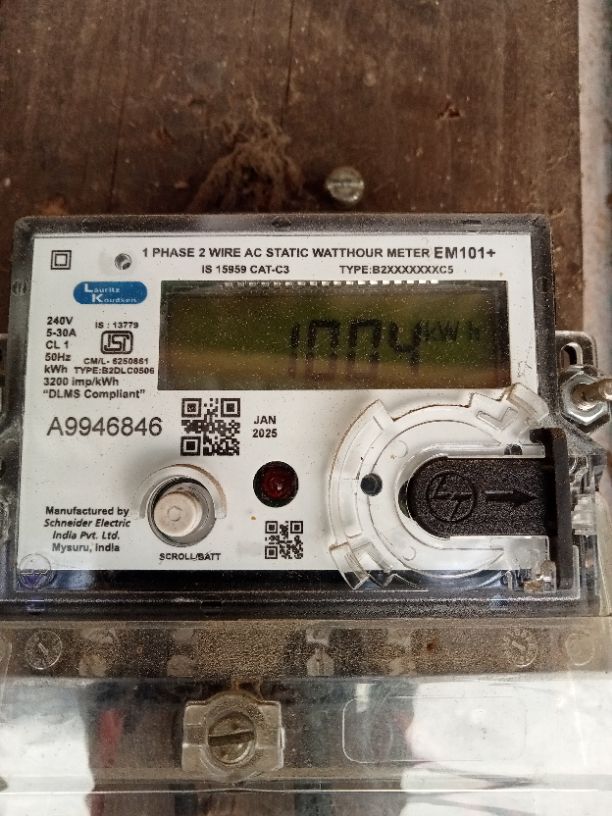 1 PHASE 2 WIRE AC STATIC WATTHOUR METER EM101+
IS 15959 CAT-C3 TYPE:B2XXXXXXXC5
Lauritz
Knudsen
240V
5-30A
CL 1
50Hz
kWh
IS : 13779
ISI
CM/L- 5250851
TYPE:B2DLC0506
3200 imp/kWh
"DLMS Compliant"
1004 kWh
A9946846
JAN
2025
Manufactured by
Schneider Electric
India Pvt. Ltd.
Mysuru, India
SCROLL/BATT
L&T